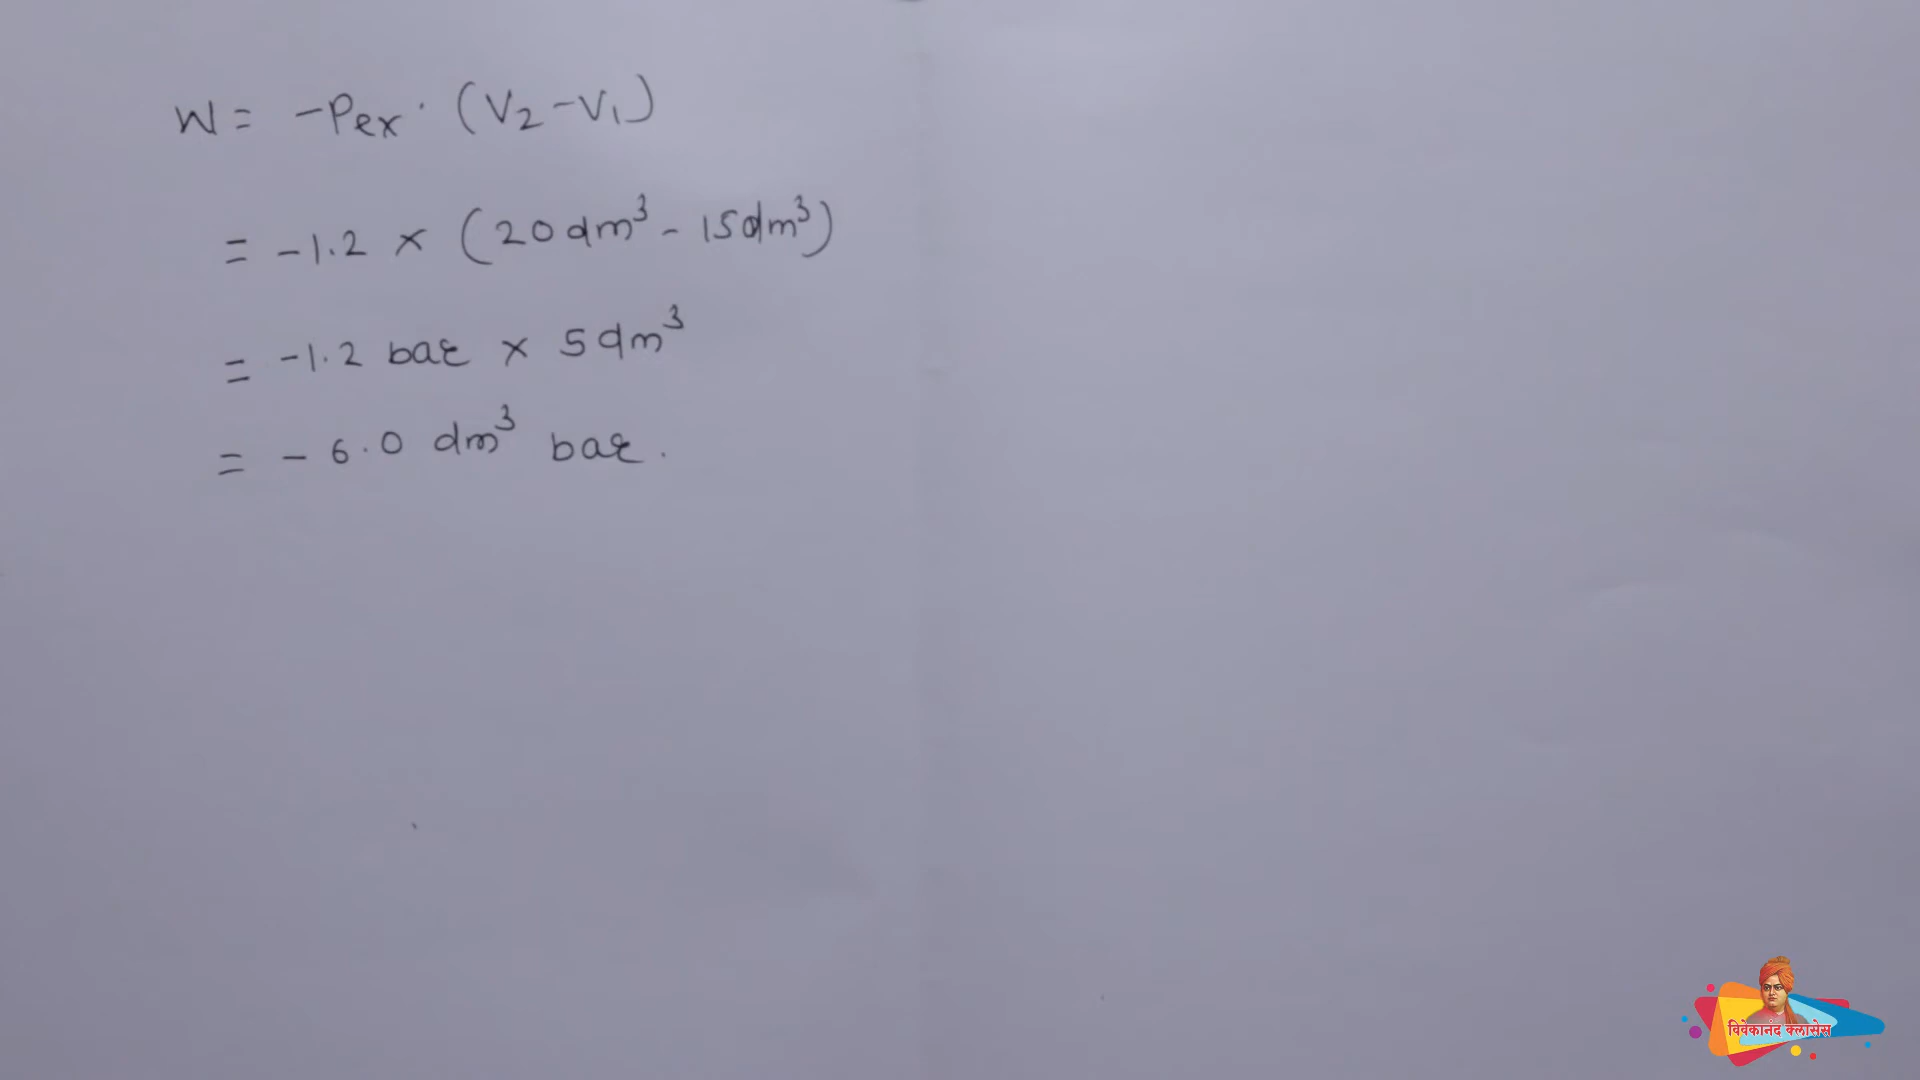 W = -Pex · (V2 - V1)
= -1.2 × (20 dm³ - 15 dm³)
= -1.2 bar × 5 dm³
= - 6.0 dm³ bar.
विवेकानंद क्लासेस